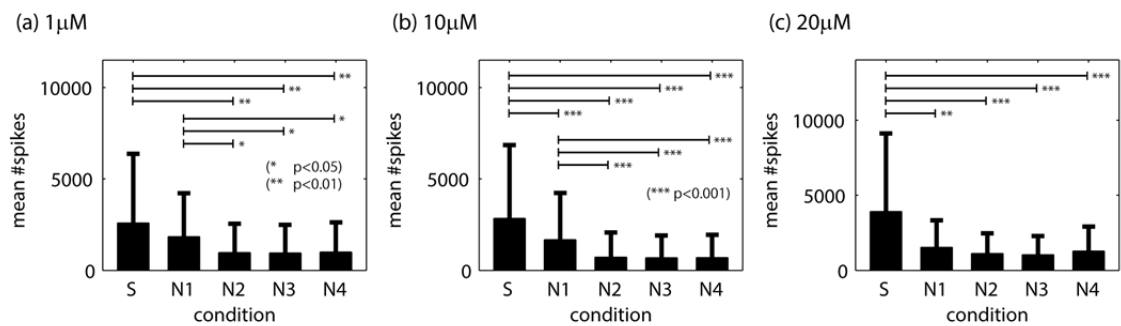 (a) 1μM
(b) 10μM
(c) 20μM
mean #spikes
10000
5000
0
**
**
**
*
*
*
(* p<0.05)
(** p<0.01)
S N1 N2 N3 N4
condition
mean #spikes
10000
5000
0
***
***
***
***
***
***
***
(*** p<0.001)
S N1 N2 N3 N4
condition
mean #spikes
10000
5000
0
***
***
***
**
S N1 N2 N3 N4
condition